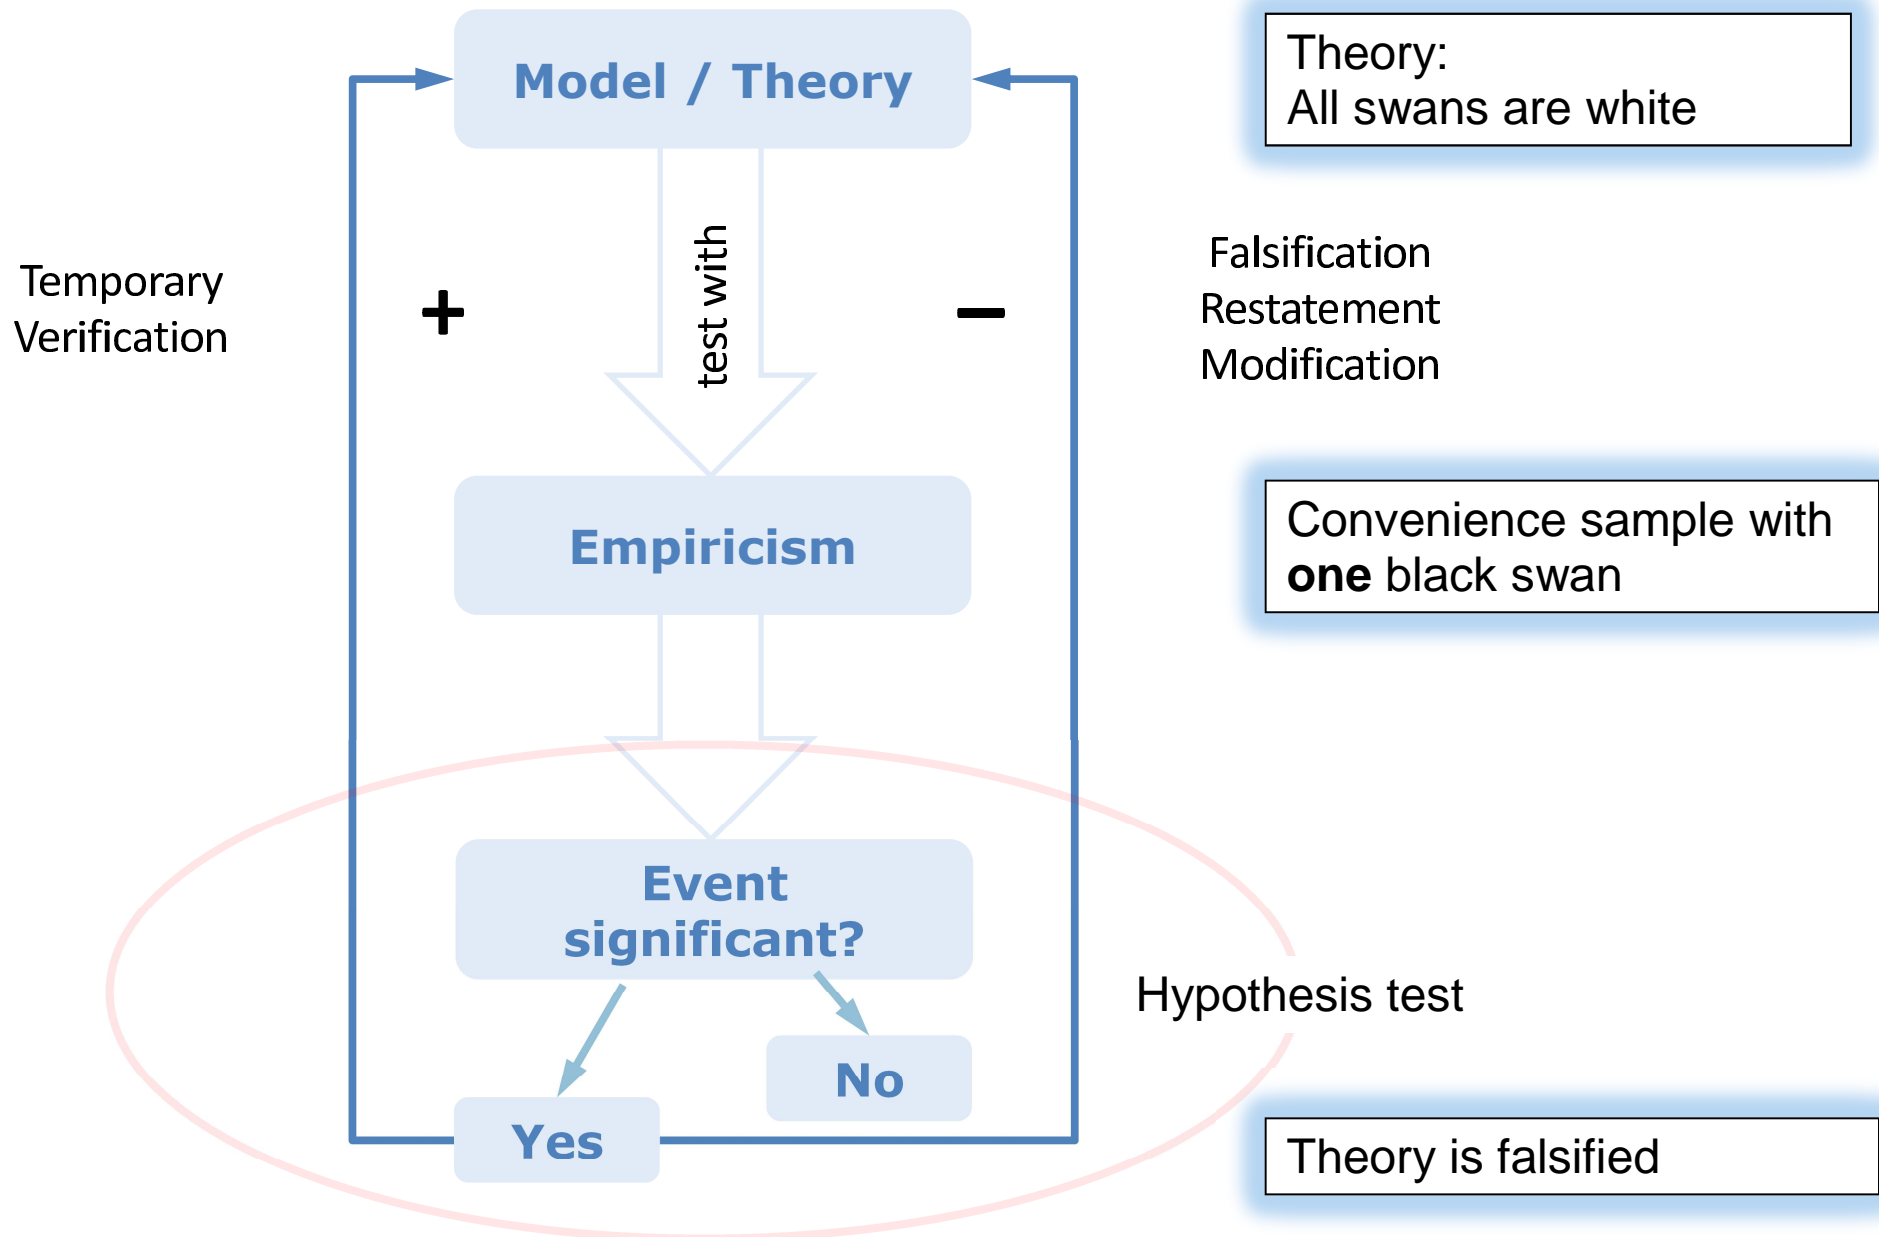 Model / Theory
Theory:
All swans are white
Temporary
Verification
+
test with
–
Falsification
Restatement
Modification
Empiricism
Convenience sample with
one black swan
Event
significant?
Hypothesis test
No
Yes
Theory is falsified